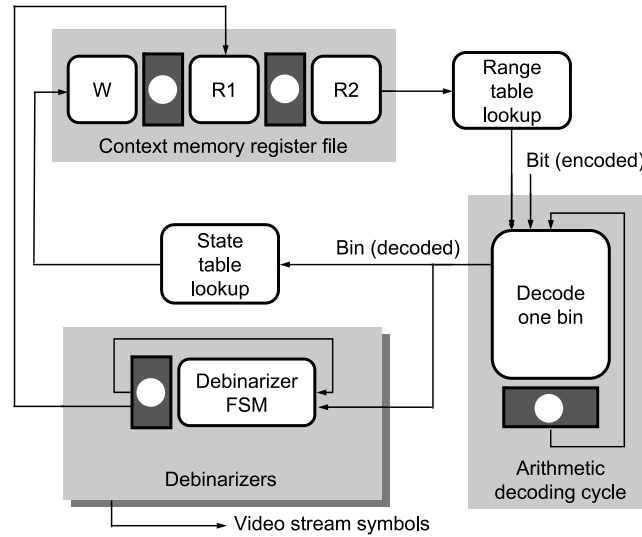 W
R1
R2
Context memory register file
Range
table
lookup
Bit (encoded)
State
table
lookup
Bin (decoded)
Decode
one bin
Debinarizer
FSM
Debinarizers
Arithmetic
decoding cycle
Video stream symbols